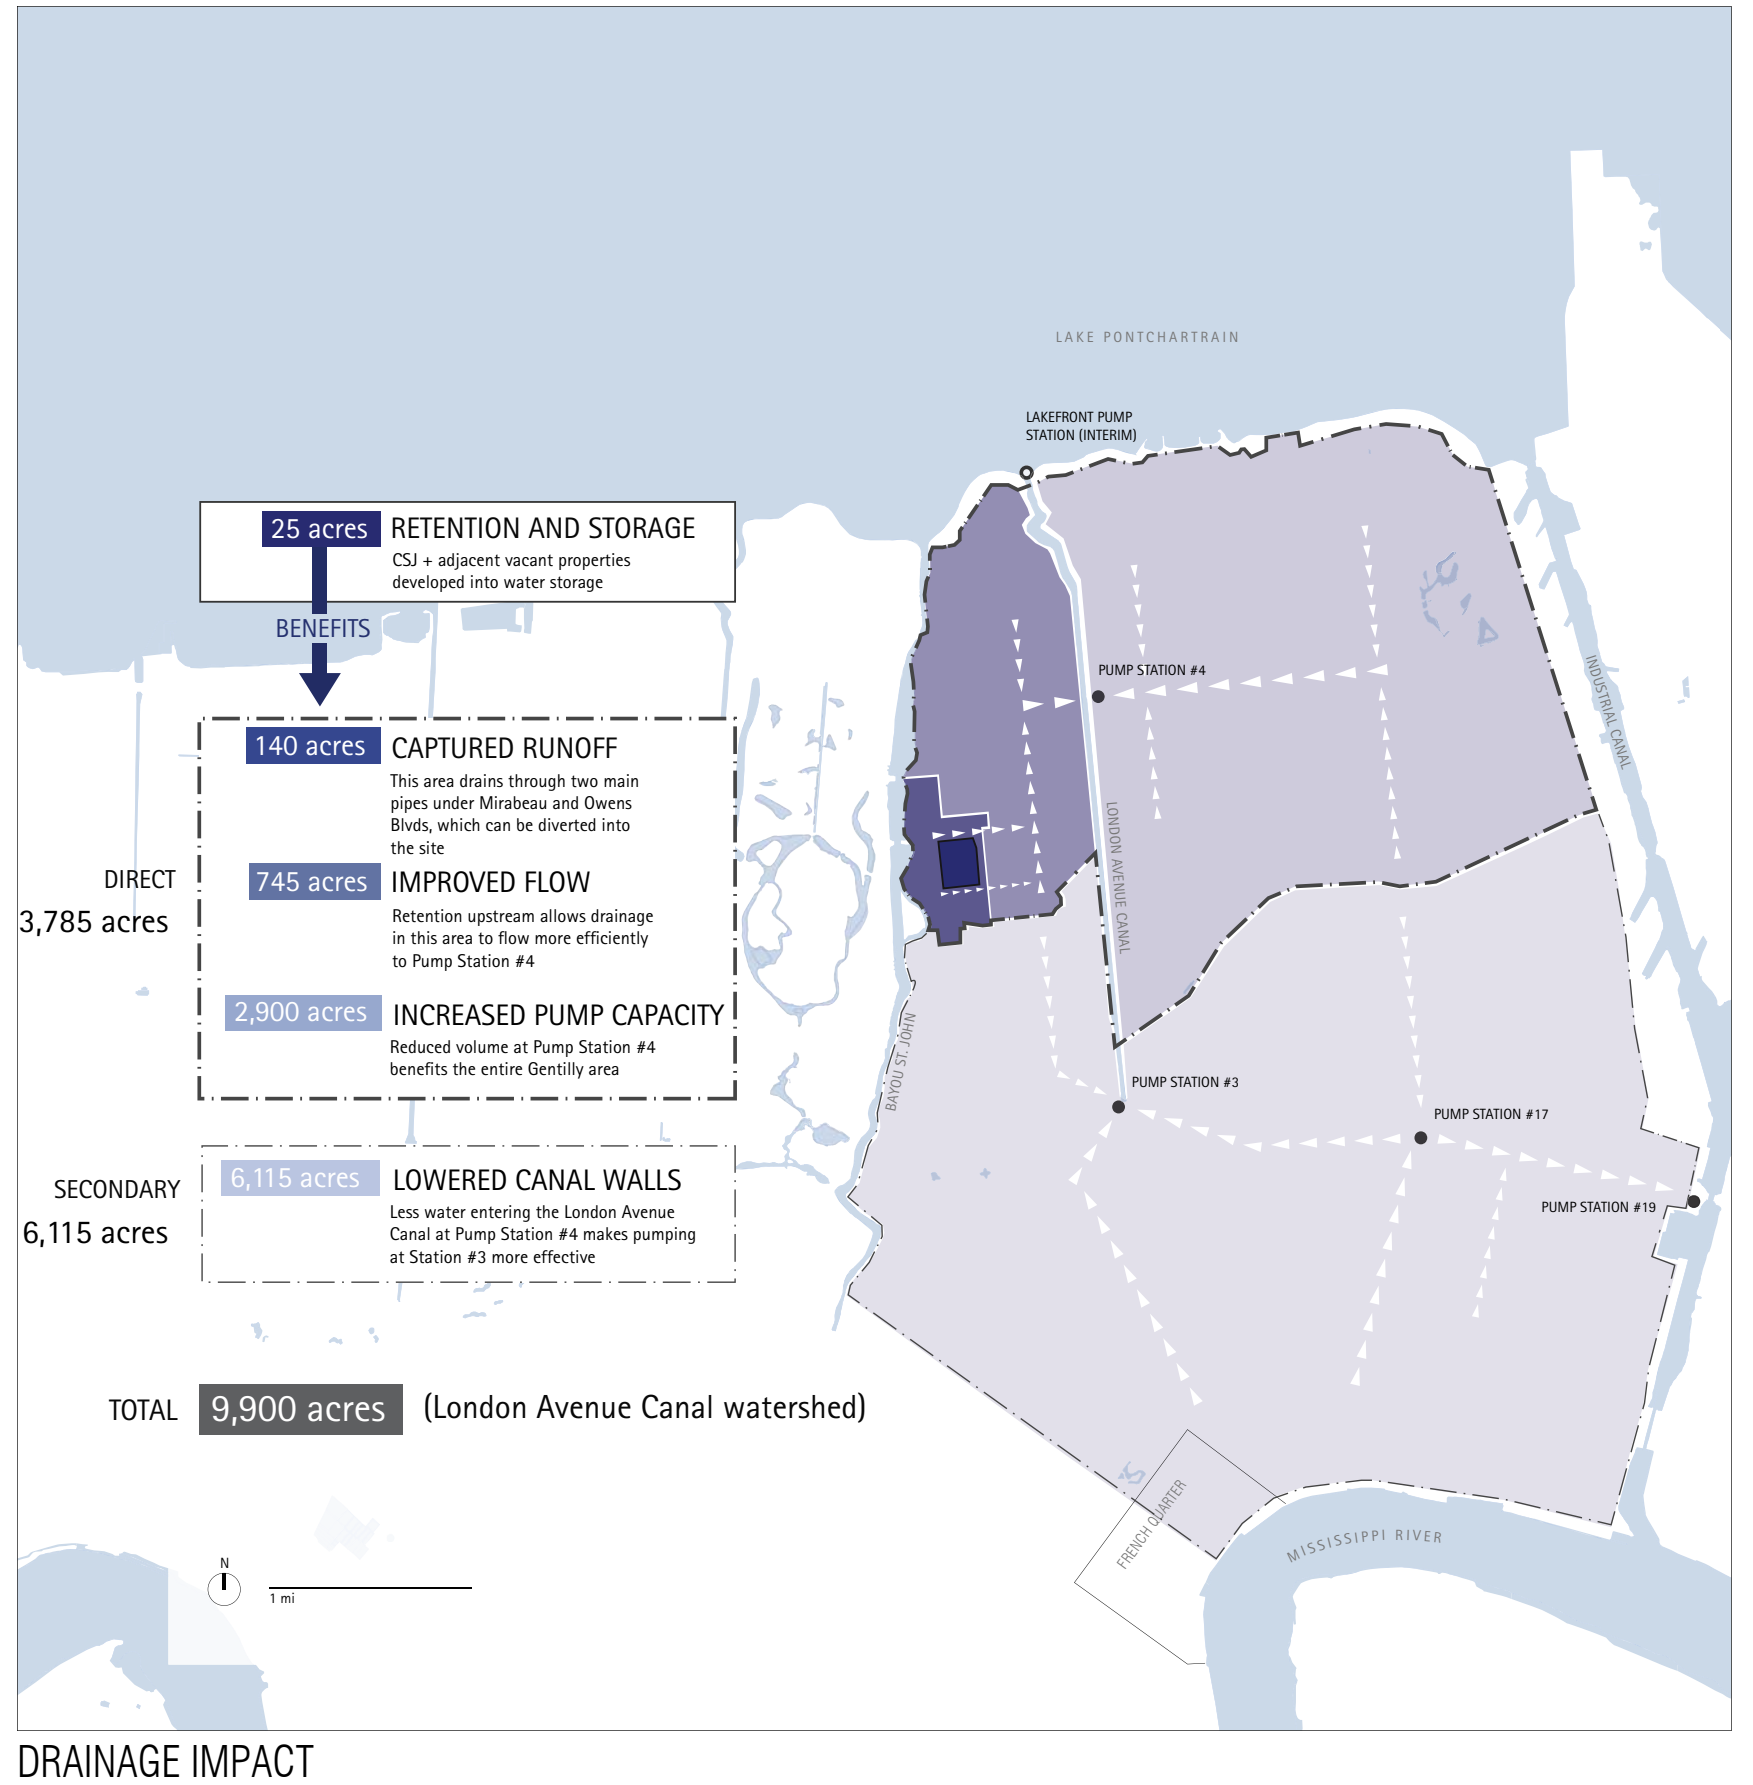 LAKE PONTCHARTRAIN
LAKEFRONT PUMP
STATION (INTERIM)
25 acres
RETENTION AND STORAGE
CSJ + adjacent vacant properties
developed into water storage
BENEFITS
140 acres
CAPTURED RUNOFF
This area drains through two main
pipes under Mirabeau and Owens
Blvds, which can be diverted into
the site
DIRECT
3,785 acres
745 acres
IMPROVED FLOW
Retention upstream allows drainage
in this area to flow more efficiently
to Pump Station #4
2,900 acres
INCREASED PUMP CAPACITY
Reduced volume at Pump Station #4
benefits the entire Gentilly area
SECONDARY
6,115 acres
6,115 acres
LOWERED CANAL WALLS
Less water entering the London Avenue
Canal at Pump Station #4 makes pumping
at Station #3 more effective
TOTAL
9,900 acres
(London Avenue Canal watershed)
PUMP STATION #4
INDUSTRIAL CANAL
LONDON AVENUE CANAL
BAYOU ST. JOHN
PUMP STATION #3
PUMP STATION #17
PUMP STATION #19
FRENCH QUARTER
MISSISSIPPI RIVER
N
1 mi
DRAINAGE IMPACT